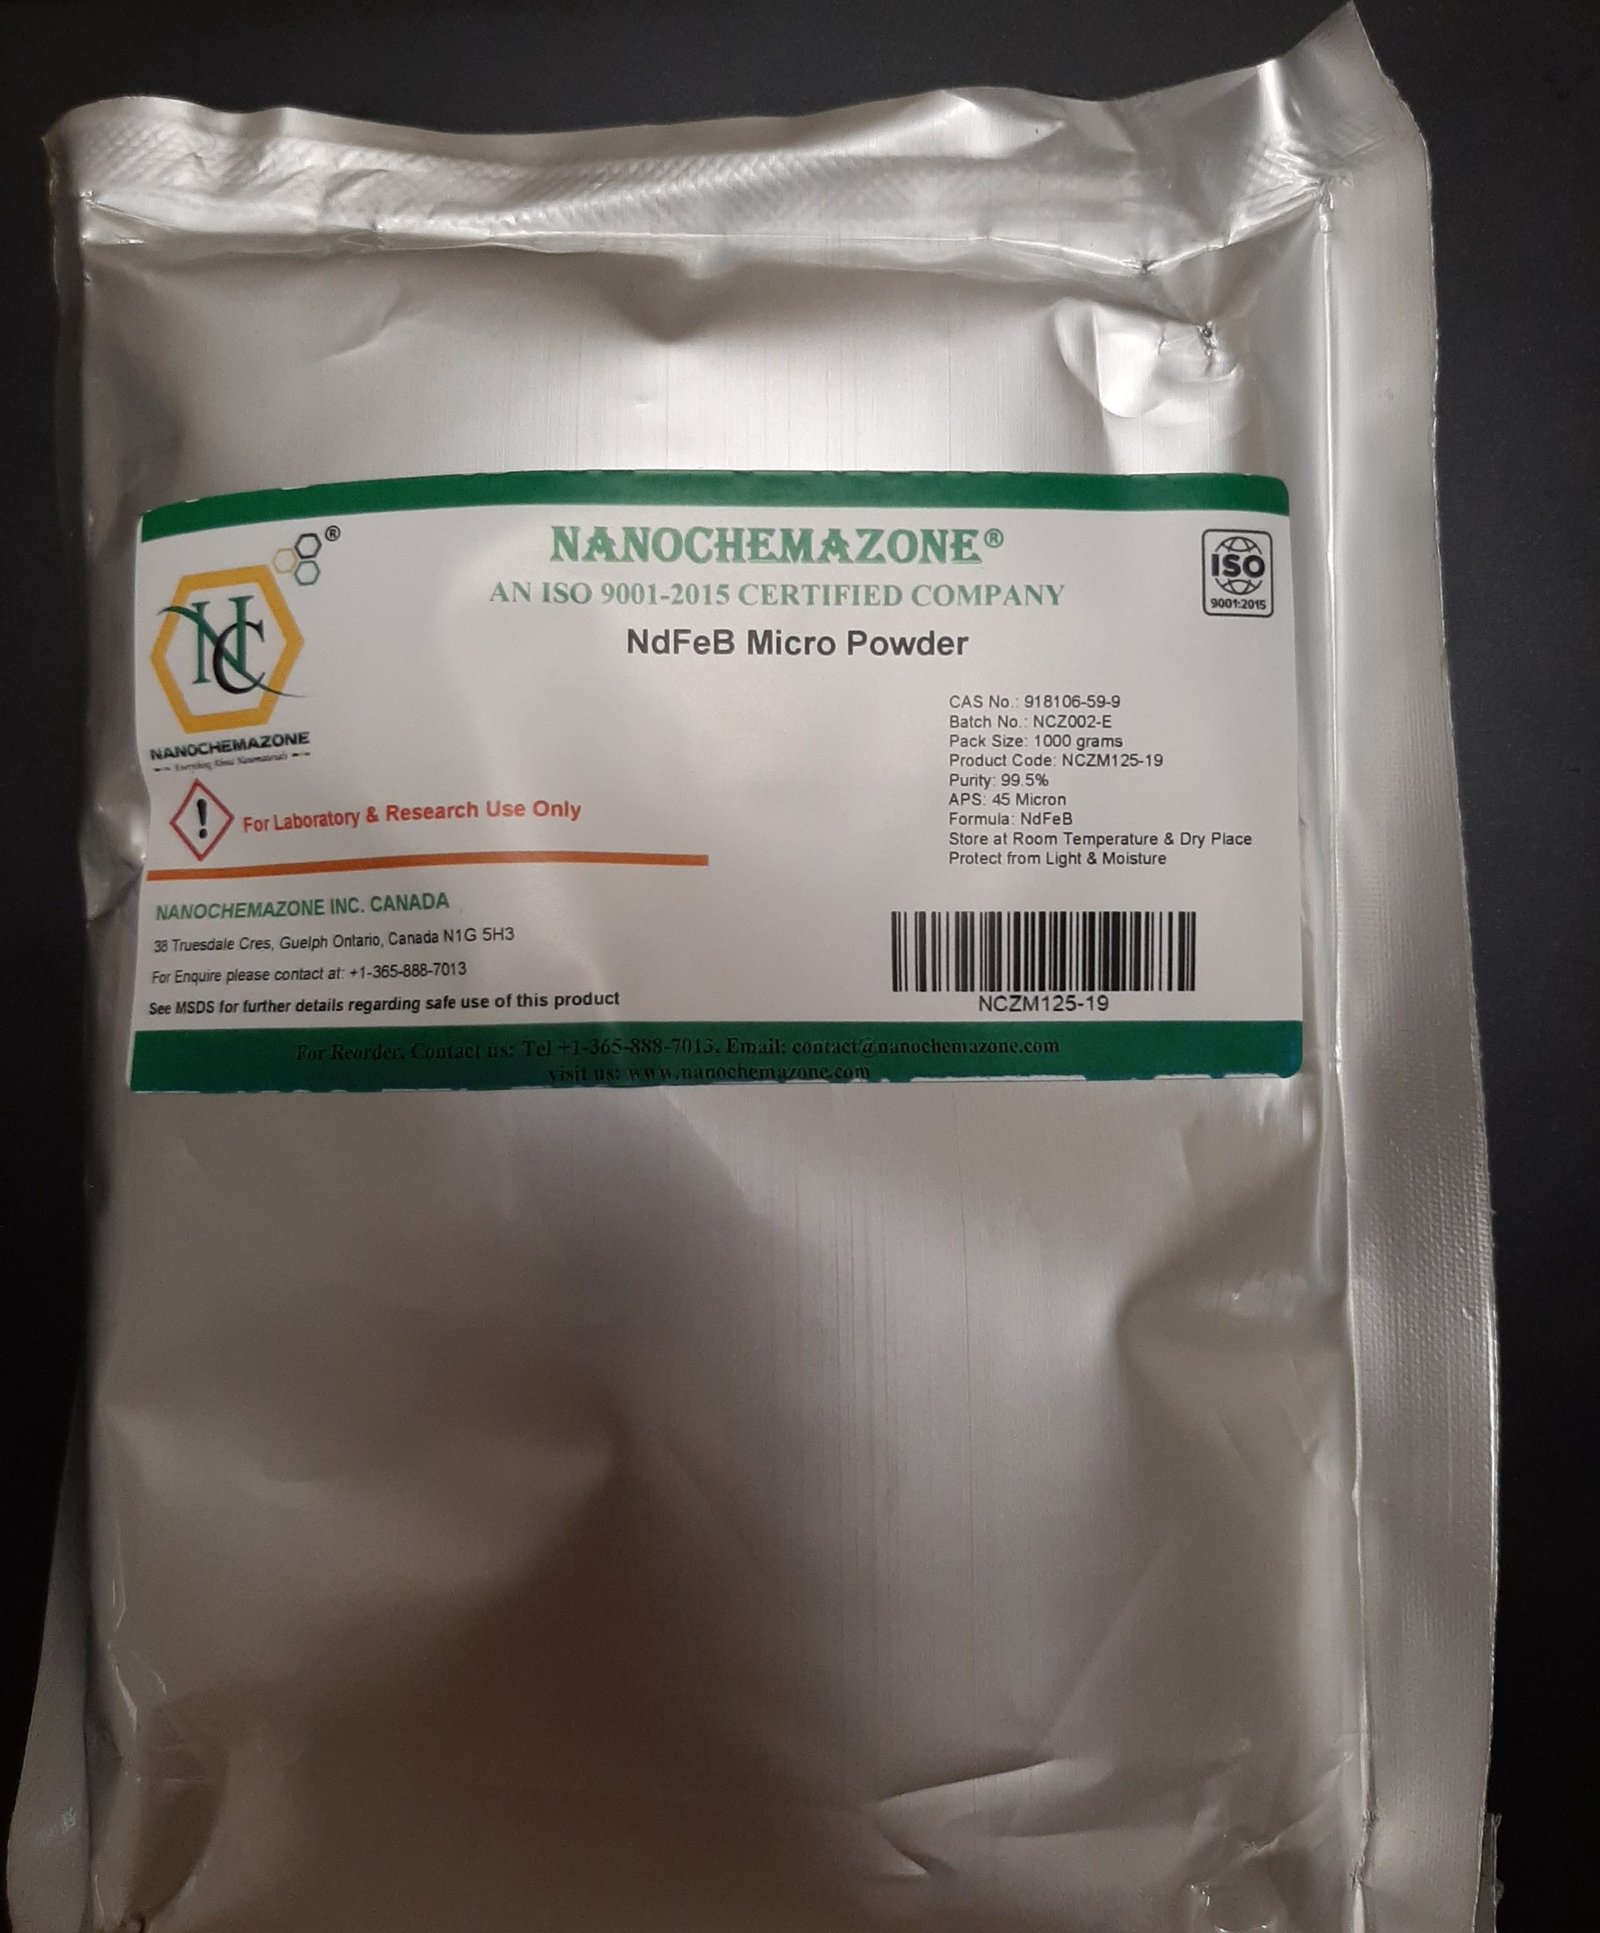 NANOCHEMAZONE®
AN ISO 9001-2015 CERTIFIED COMPANY
NdFeB Micro Powder
ISO
9001:2015
®
NC
NANOCHEMAZONE
CAS No.: 918106-59-9
Batch No.: NCZ002-E
Pack Size: 1000 grams
Product Code: NCZM125-19
Purity: 99.5%
APS: 45 Micron
Formula: NdFeB
Store at Room Temperature & Dry Place
Protect from Light & Moisture
! For Laboratory & Research Use Only
NANOCHEMAZONE INC. CANADA
38 Truesdale Cres, Guelph Ontario, Canada N1G 5H3
For Enquire please contact at: +1-365-888-7013
See MSDS for further details regarding safe use of this product
NCZM125-19
For Reorder, Contact us: Tel +1-365-888-7013, Email: contact@nanochemazone.com
visit us: www.nanochemazone.com